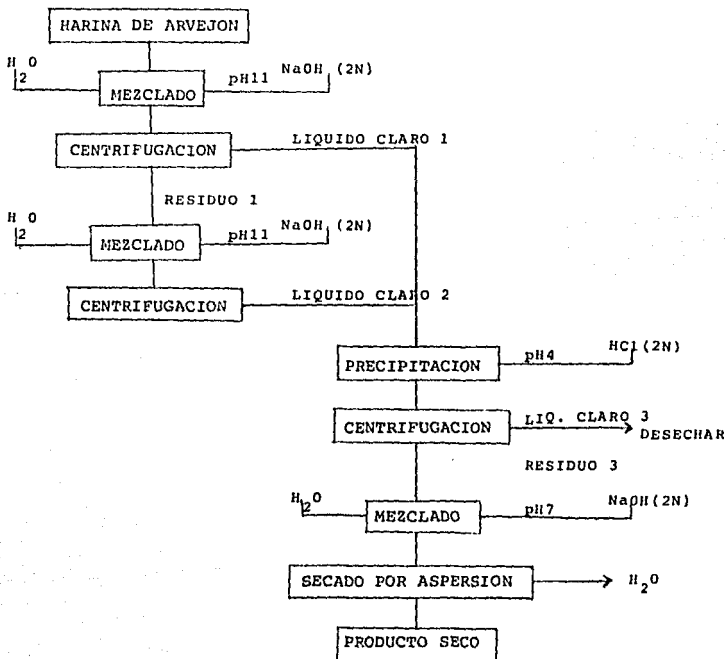 HARINA DE ARVEJON
H2O
pH11 NaOH (2N)
MEZCLADO
CENTRIFUGACION
LIQUIDO CLARO 1
RESIDUO 1
H2O
pH11 NaOH (2N)
MEZCLADO
CENTRIFUGACION
LIQUIDO CLARO 2
PRECIPITACION
pH4
HCl(2N)
CENTRIFUGACION
LIQ. CLARO 3
DESECHAR
RESIDUO 3
H2O
MEZCLADO
pH7
NaOH(2N)
SECADO POR ASPERSION
H2O
PRODUCTO SECO